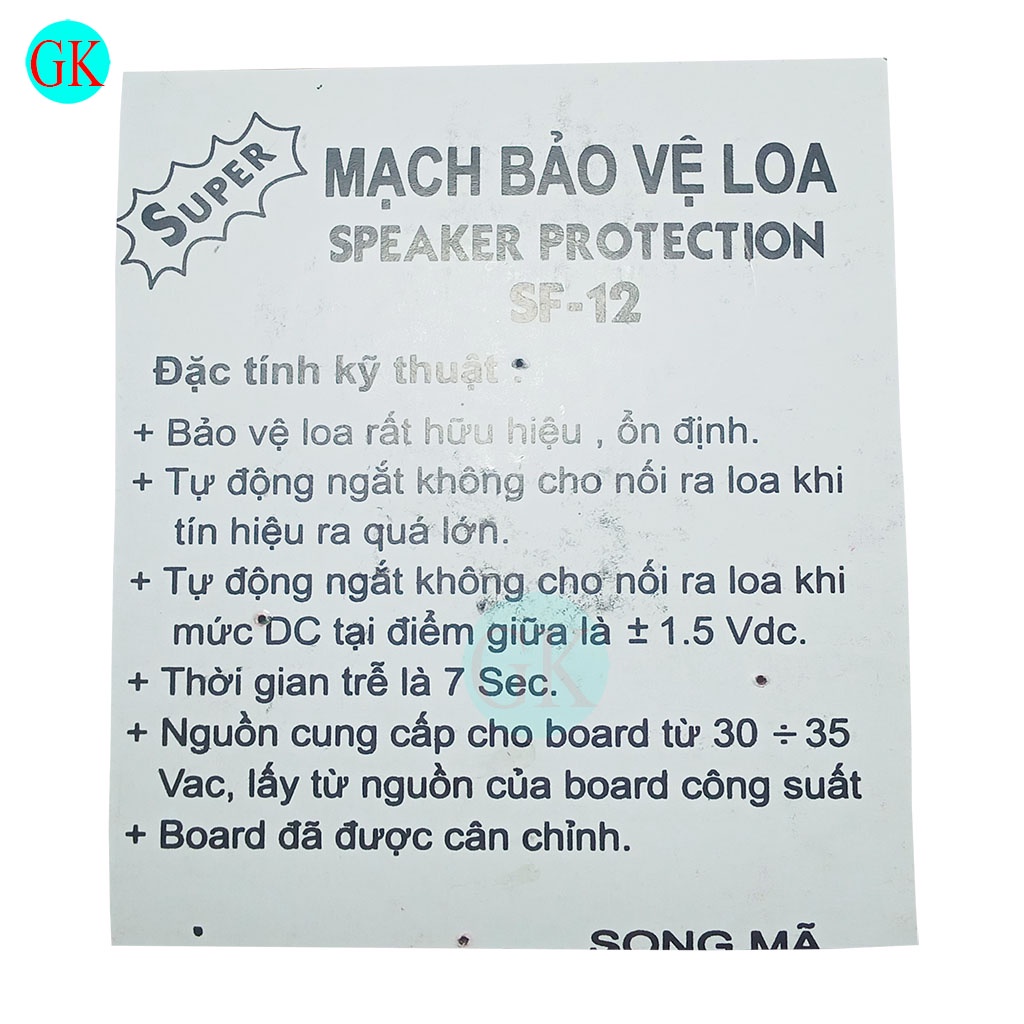 GK
SUPER
MẠCH BẢO VỆ LOA
SPEAKER PROTECTION
SF-12
Đặc tính kỹ thuật :
+ Bảo vệ loa rất hữu hiệu , ổn định.
+ Tự động ngắt không cho nối ra loa khi
tín hiệu ra quá lớn.
+ Tự động ngắt không cho nối ra loa khi
mức DC tại điểm giữa là ± 1.5 Vdc.
GK
+ Thời gian trễ là 7 Sec.
+ Nguồn cung cấp cho board từ 30 ÷ 35
Vac, lấy từ nguồn của board công suất
+ Board đã được cân chỉnh.
SONG MÃ